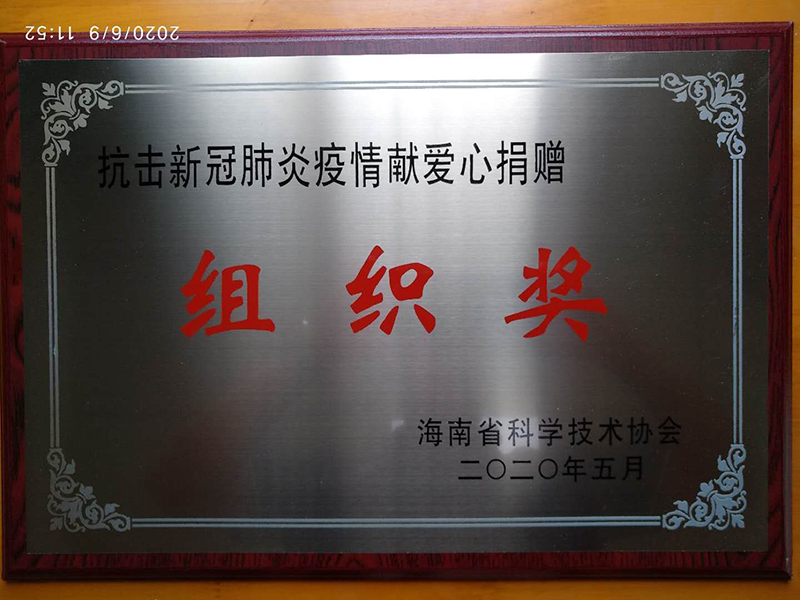 2020/6/9 11:52
抗击新冠肺炎疫情献爱心捐赠
组织奖
海南省科学技术协会
二〇二〇年五月